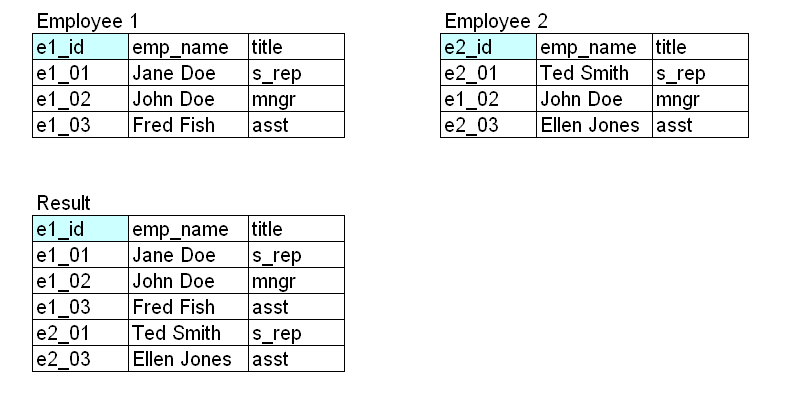 Employee 1
e1_id emp_name title
e1_01 Jane Doe s_rep
e1_02 John Doe mngr
e1_03 Fred Fish asst
Employee 2
e2_id emp_name title
e2_01 Ted Smith s_rep
e1_02 John Doe mngr
e2_03 Ellen Jones asst
Result
e1_id emp_name title
e1_01 Jane Doe s_rep
e1_02 John Doe mngr
e1_03 Fred Fish asst
e2_01 Ted Smith s_rep
e2_03 Ellen Jones asst